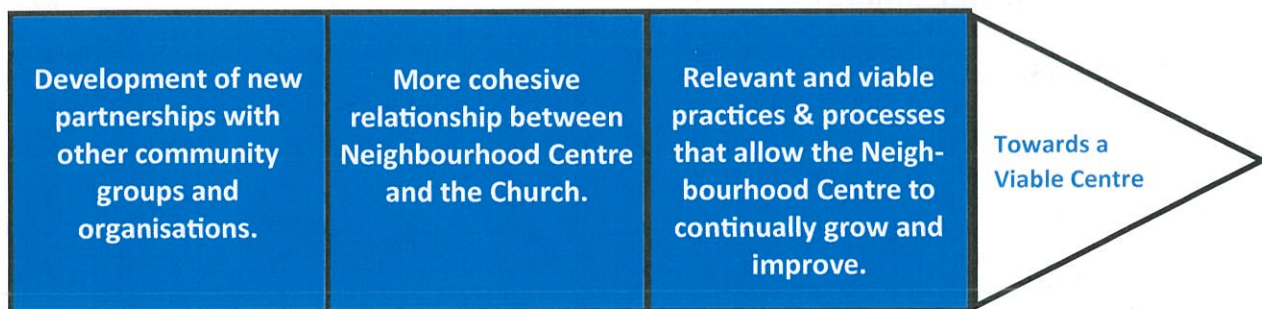 Development of new
partnerships with
other community
groups and
organisations.
More cohesive
relationship between
Neighbourhood Centre
and the Church.
Relevant and viable
practices & processes
that allow the Neigh-
bourhood Centre to
continually grow and
improve.
Towards a
Viable Centre